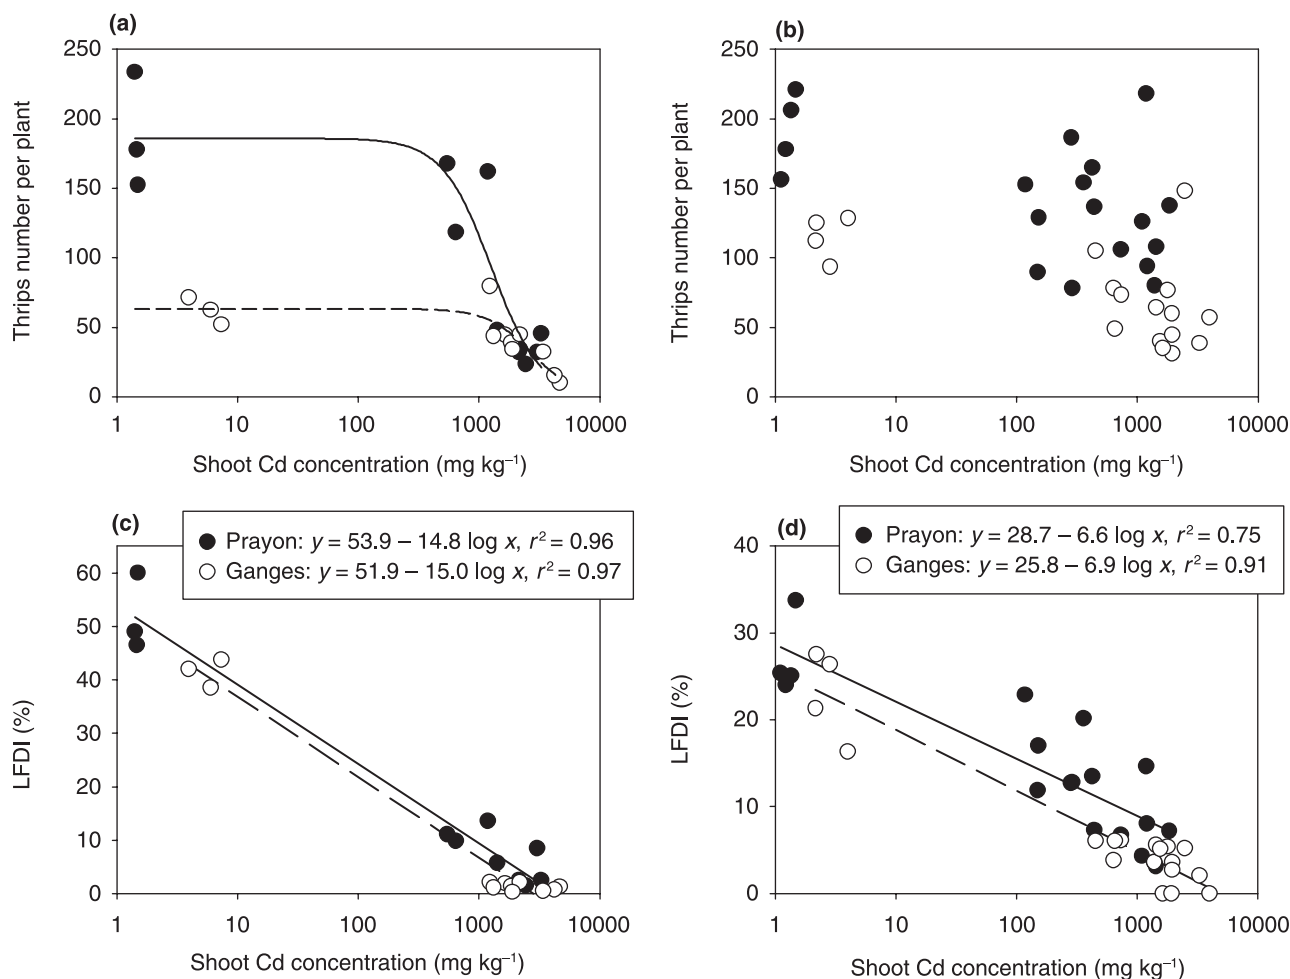 (a)
250
200
150
100
50
0
Thrips number per plant
1 10 100 1000 10000
Shoot Cd concentration (mg kg⁻¹)
(b)
250
200
150
100
50
0
Thrips number per plant
1 10 100 1000 10000
Shoot Cd concentration (mg kg⁻¹)
(c)
Prayon: y = 53.9 – 14.8 log x, r² = 0.96
Ganges: y = 51.9 – 15.0 log x, r² = 0.97
60
50
40
30
20
10
0
LFDI (%)
1 10 100 1000 10000
Shoot Cd concentration (mg kg⁻¹)
(d)
Prayon: y = 28.7 – 6.6 log x, r² = 0.75
Ganges: y = 25.8 – 6.9 log x, r² = 0.91
40
30
20
10
0
LFDI (%)
1 10 100 1000 10000
Shoot Cd concentration (mg kg⁻¹)